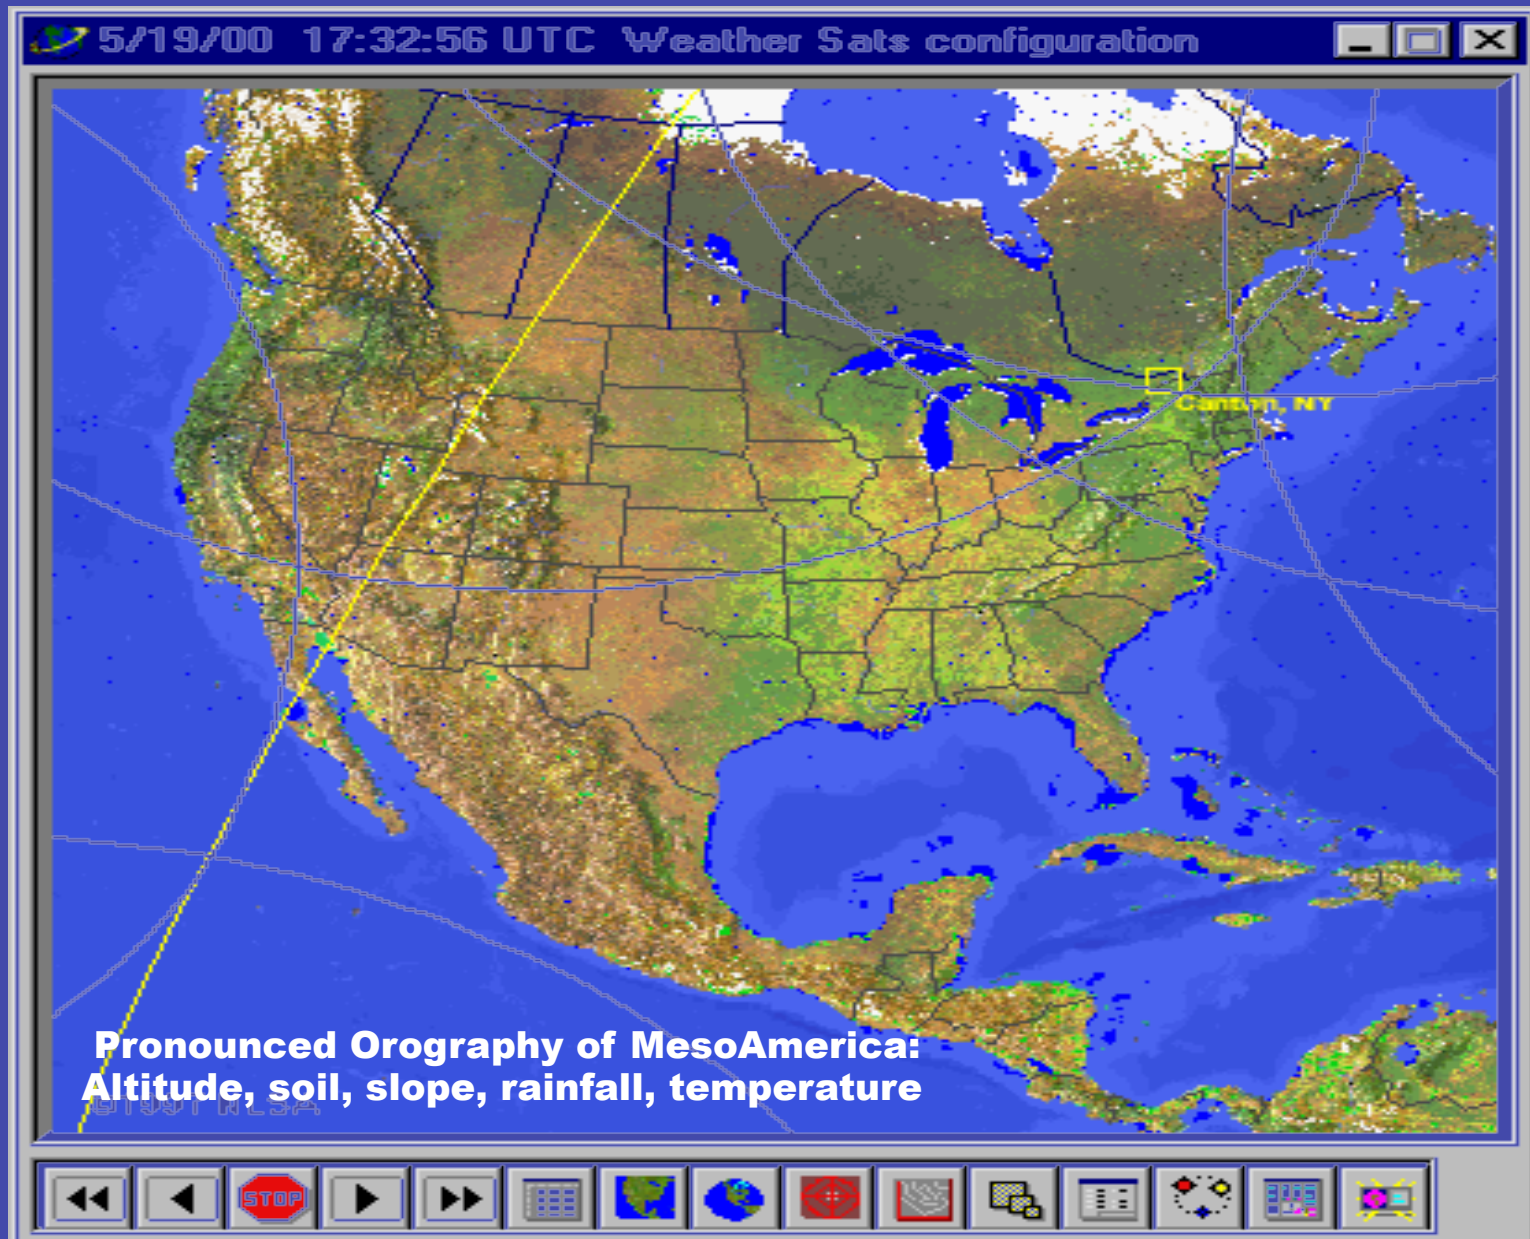 5/19/00 17:32:56 UTC Weather Sats configuration
Canton, NY
Pronounced Orography of MesoAmerica:
Altitude, soil, slope, rainfall, temperature
STOP